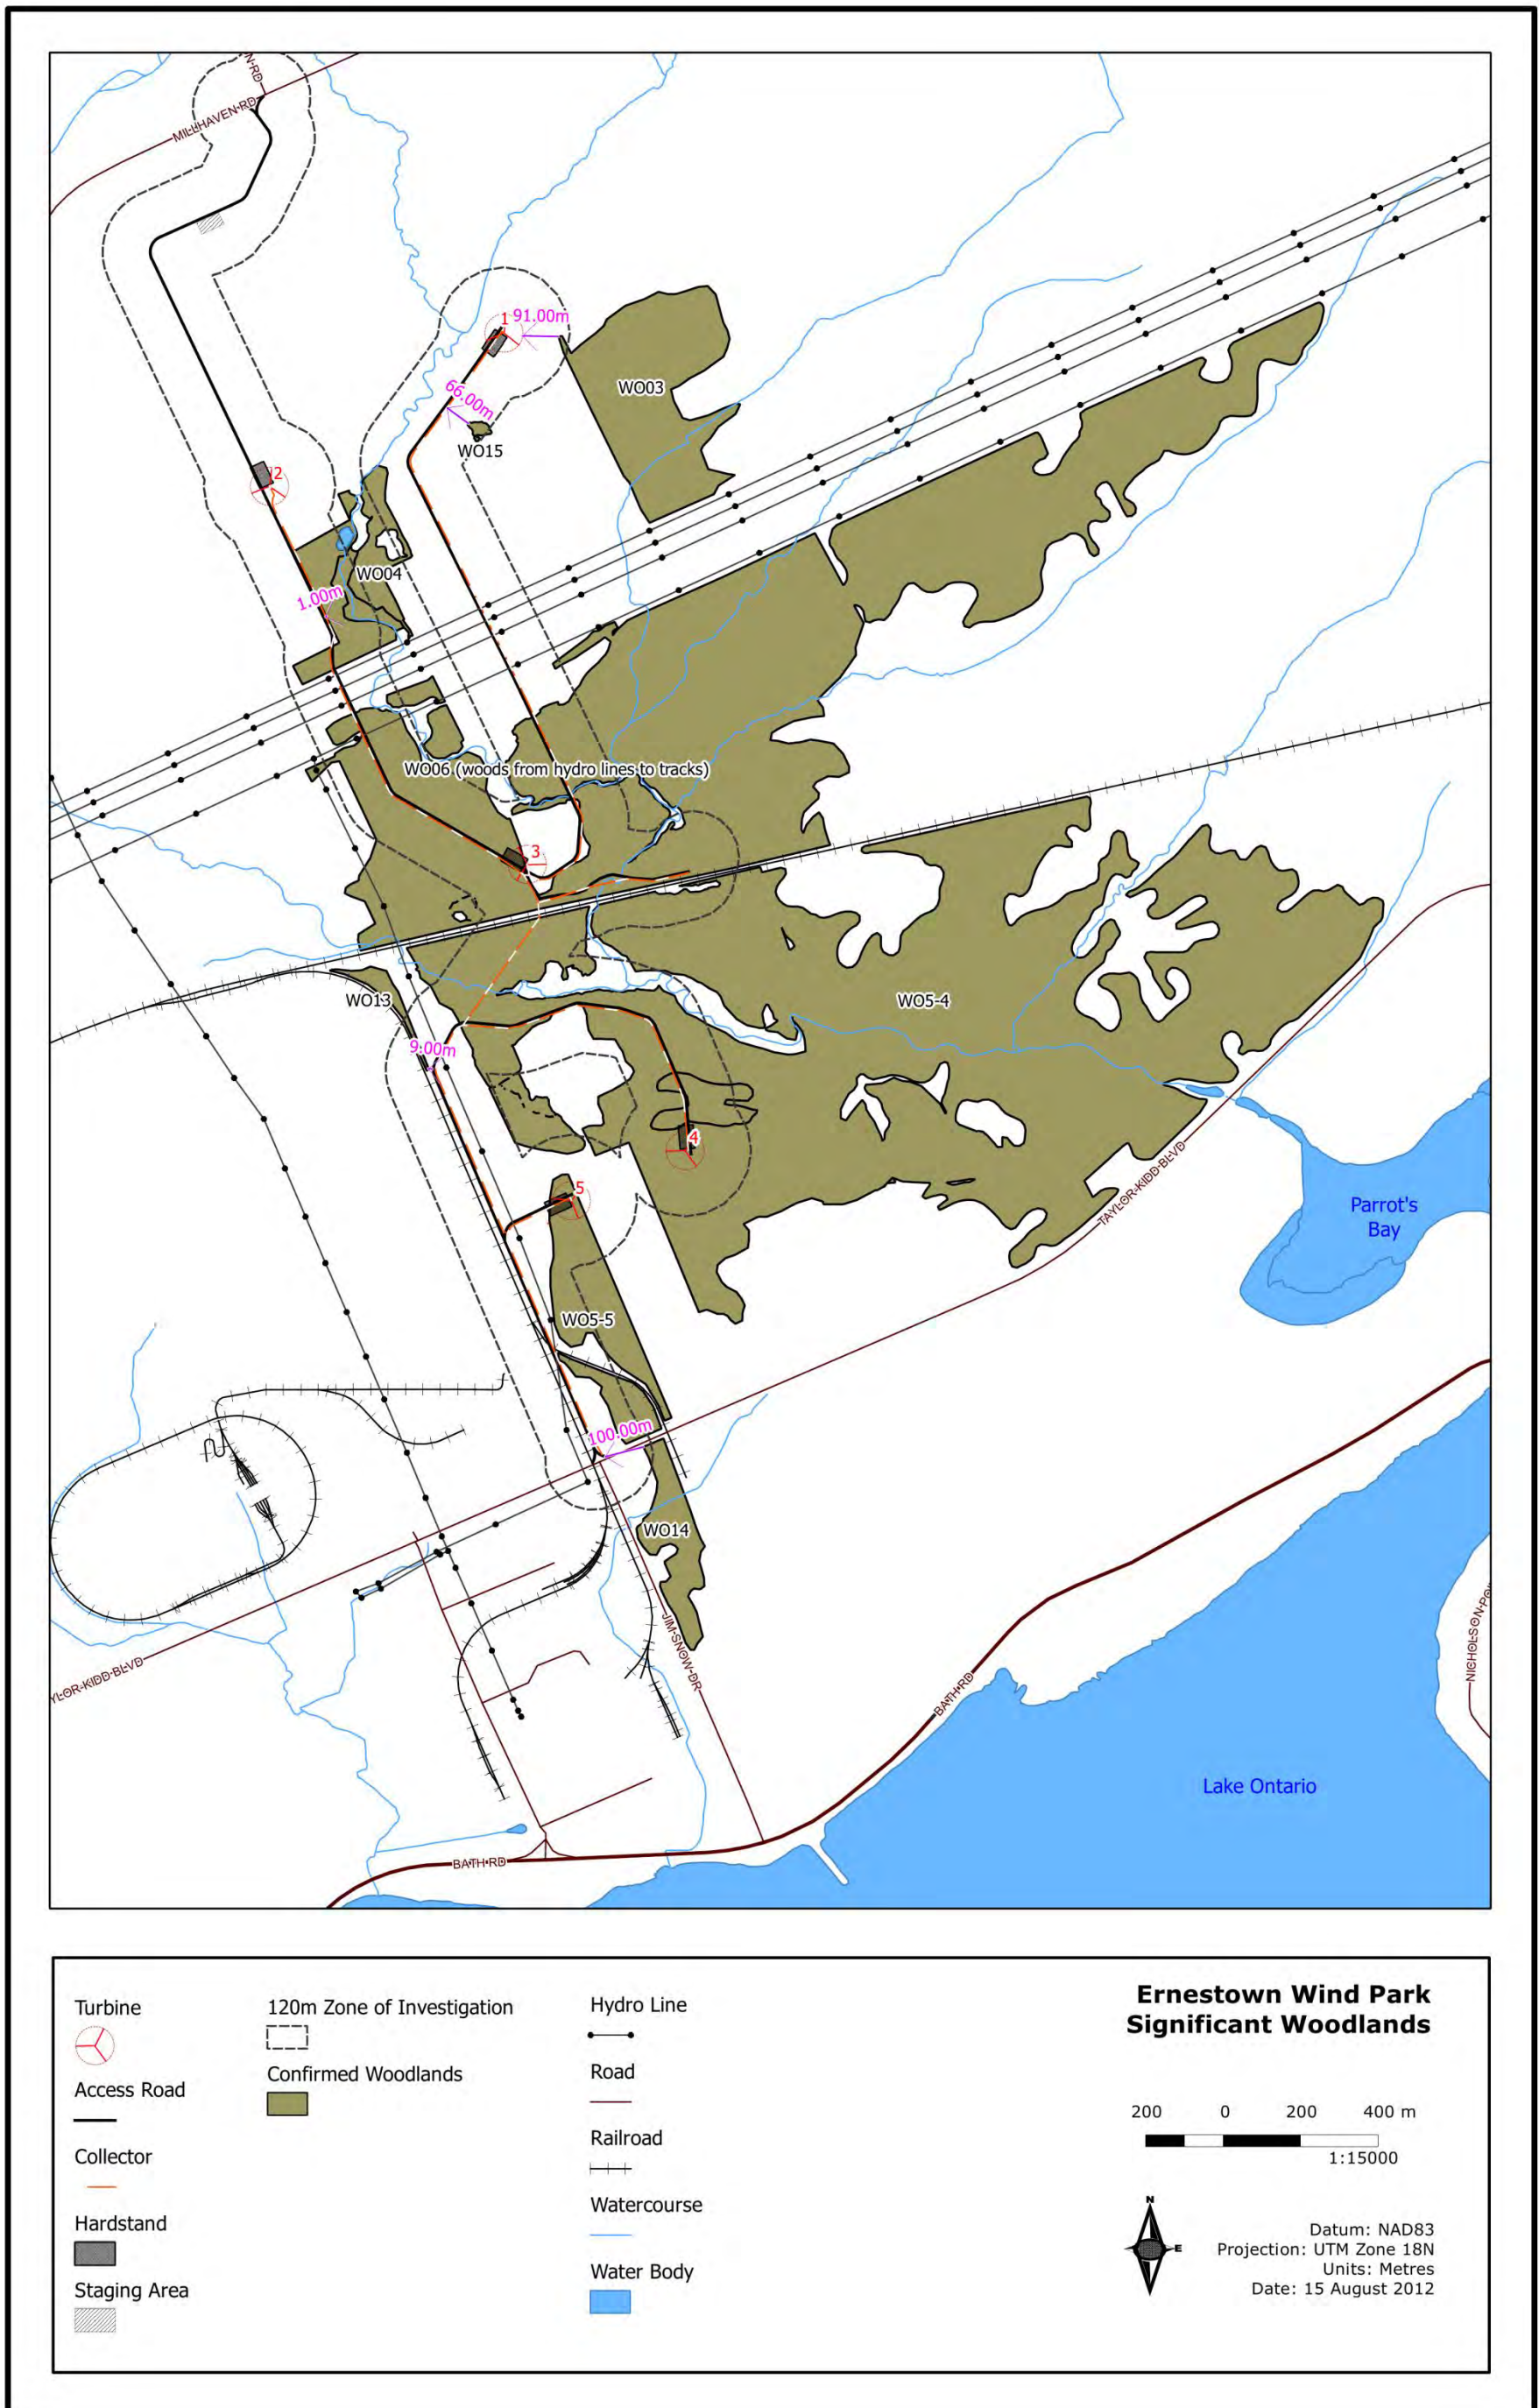 N-RD
MILLHAVEN-RD
1
91.00m
WO03
66.00m
WO15
2
WO04
1.00m
WO06 (woods from hydro lines to tracks)
3
WO13
WO5-4
9.00m
4
TAYLOR-KIDD-BLVD
5
Parrot's
Bay
WO5-5
100.00m
WO14
JIM-SNOW-DR
NICHOLSON-PO
YLOR-KIDD-BLVD
BATH-RD
Lake Ontario
BATH-RD
Turbine
Access Road
Collector
Hardstand
Staging Area
120m Zone of Investigation
Confirmed Woodlands
Hydro Line
Road
Railroad
Watercourse
Water Body
Ernestown Wind Park
Significant Woodlands
200 0 200 400 m
1:15000
N
E
Datum: NAD83
Projection: UTM Zone 18N
Units: Metres
Date: 15 August 2012